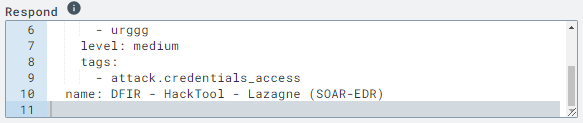 Respond
6 - urggg
7 level: medium
8 tags:
9 - attack.credentials_access
10 name: DFIR - HackTool - Lazagne (SOAR-EDR)
11